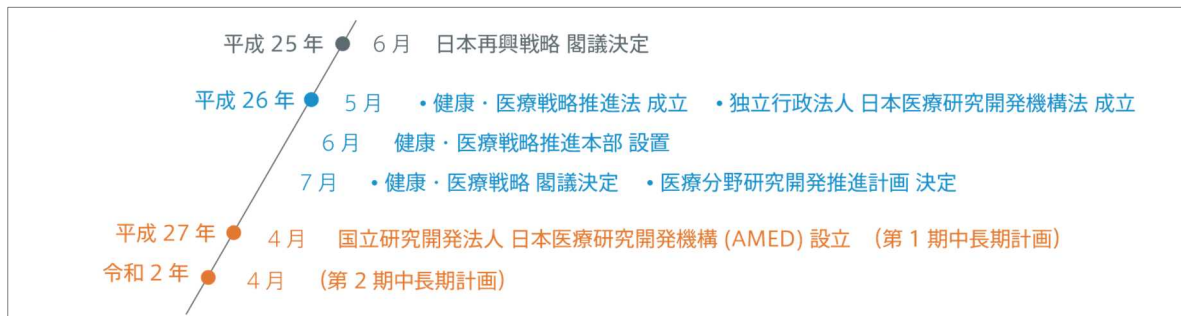 平成 25 年 6 月 日本再興戦略 閣議決定
平成 26 年 5 月 • 健康・医療戦略推進法 成立 • 独立行政法人 日本医療研究開発機構法 成立
6 月 健康・医療戦略推進本部 設置
7 月 • 健康・医療戦略 閣議決定 • 医療分野研究開発推進計画 決定
平成 27 年 4 月 国立研究開発法人 日本医療研究開発機構 (AMED) 設立 （第 1 期中長期計画）
令和 2 年 4 月 （第 2 期中長期計画）